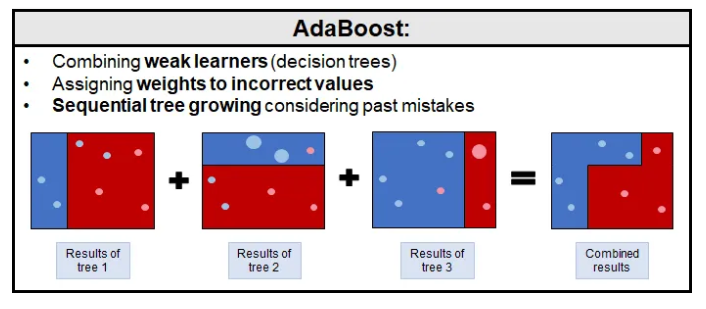 AdaBoost:
• Combining weak learners (decision trees)
• Assigning weights to incorrect values
• Sequential tree growing considering past mistakes
+ + =
Results of
tree 1
Results of
tree 2
Results of
tree 3
Combined
results